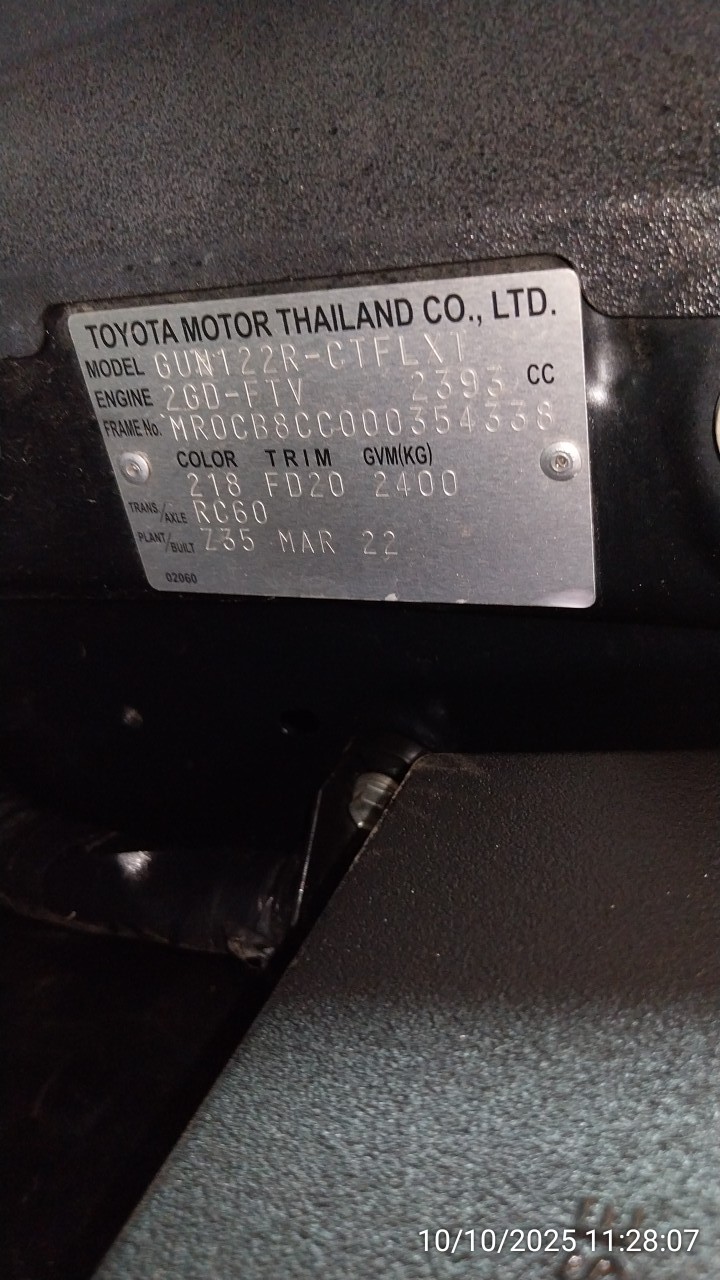 TOYOTA MOTOR THAILAND CO., LTD.
MODEL GUN122R-CTFLXT
ENGINE 2GD-FTV 2393 CC
FRAME No. MR0CB8CC000354338
COLOR TRIM GVM(KG)
218 FD20 2400
TRANS/AXLE RC60
PLANT/BUILT Z35 MAR 22
02060
10/10/2025 11:28:07